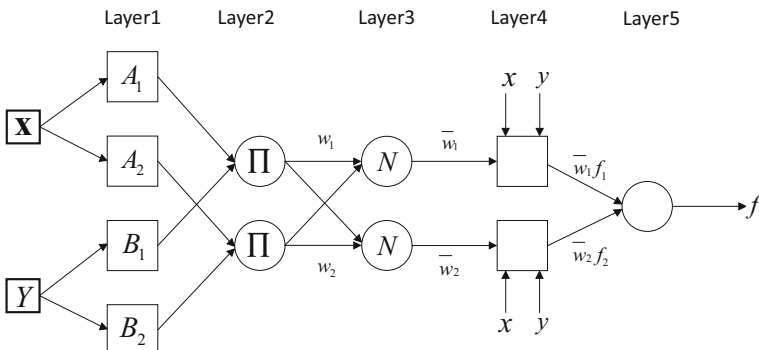 Layer1 Layer2 Layer3 Layer4 Layer5
A₁
x y
X
A₂
Π w₁ N w̅₁ w̅₁f₁
f
B₁
Π w₂ N w̅₂ w̅₂f₂
Y
B₂
x y